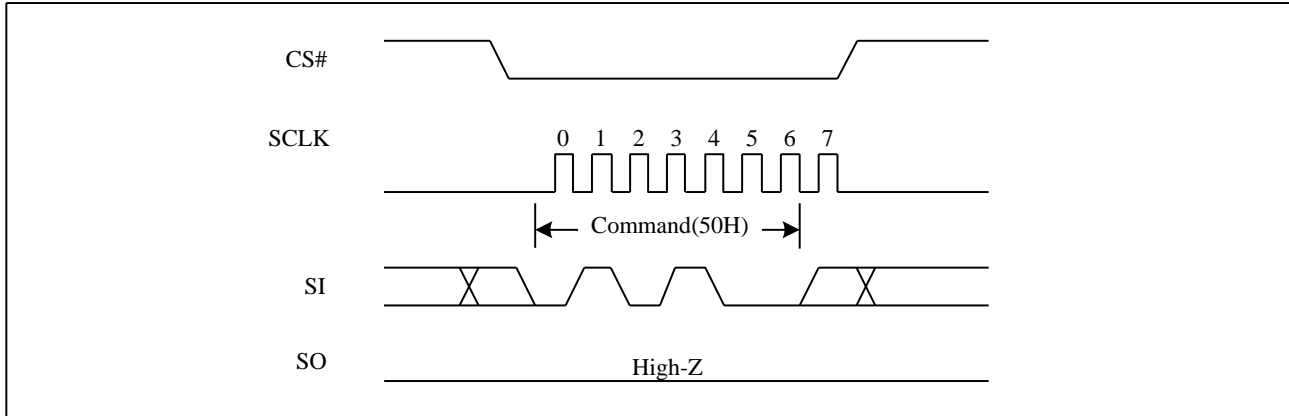 CS#
SCLK
0 1 2 3 4 5 6 7
Command(50H)
SI
SO
High-Z